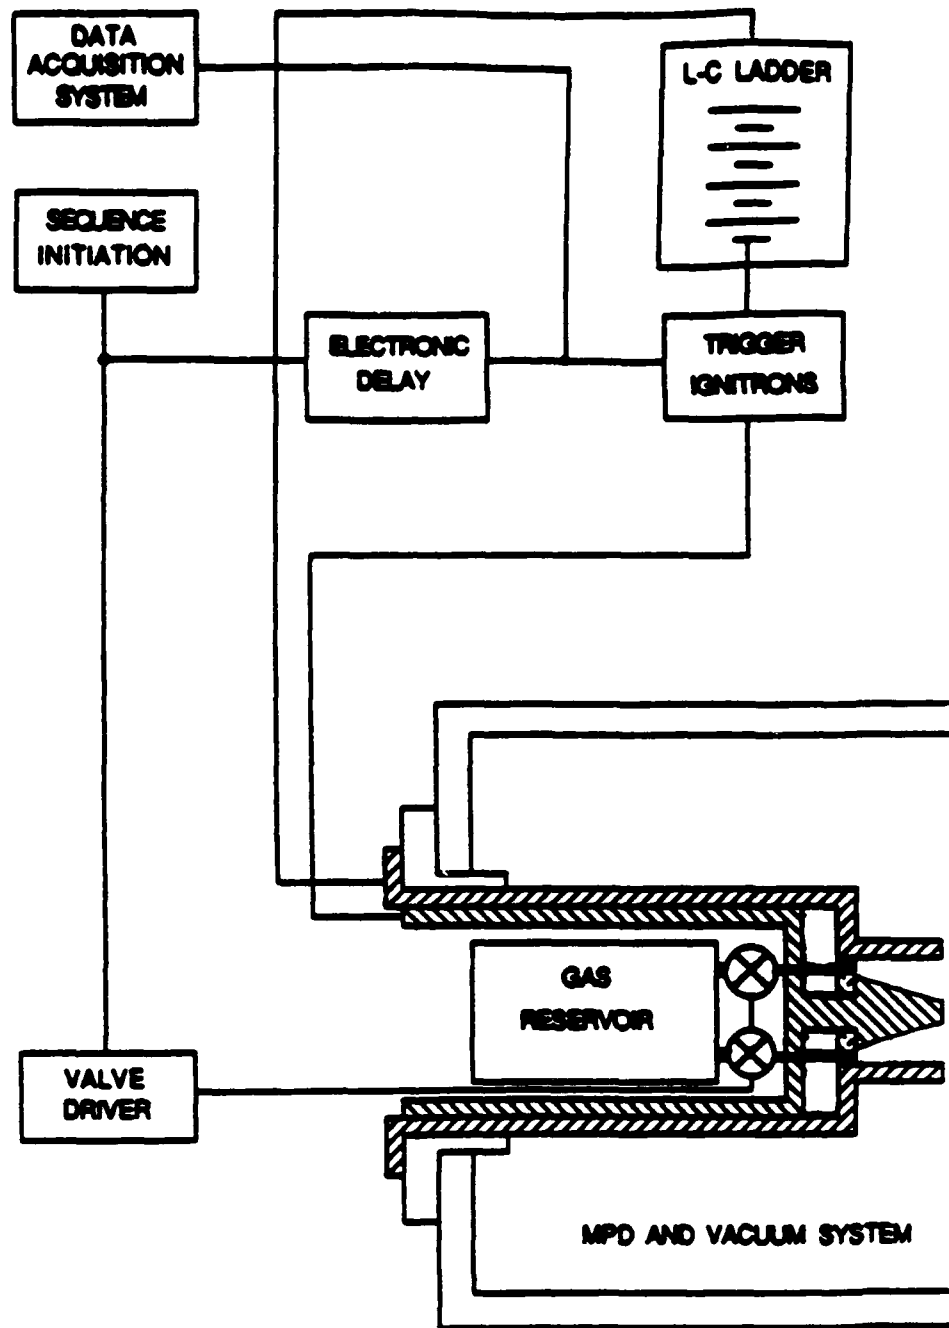 DATA
ACQUISITION
SYSTEM
L-C LADDER
SEQUENCE
INITIATION
ELECTRONIC
DELAY
TRIGGER
IGNITRONS
GAS
RESERVOIR
VALVE
DRIVER
MPD AND VACUUM SYSTEM